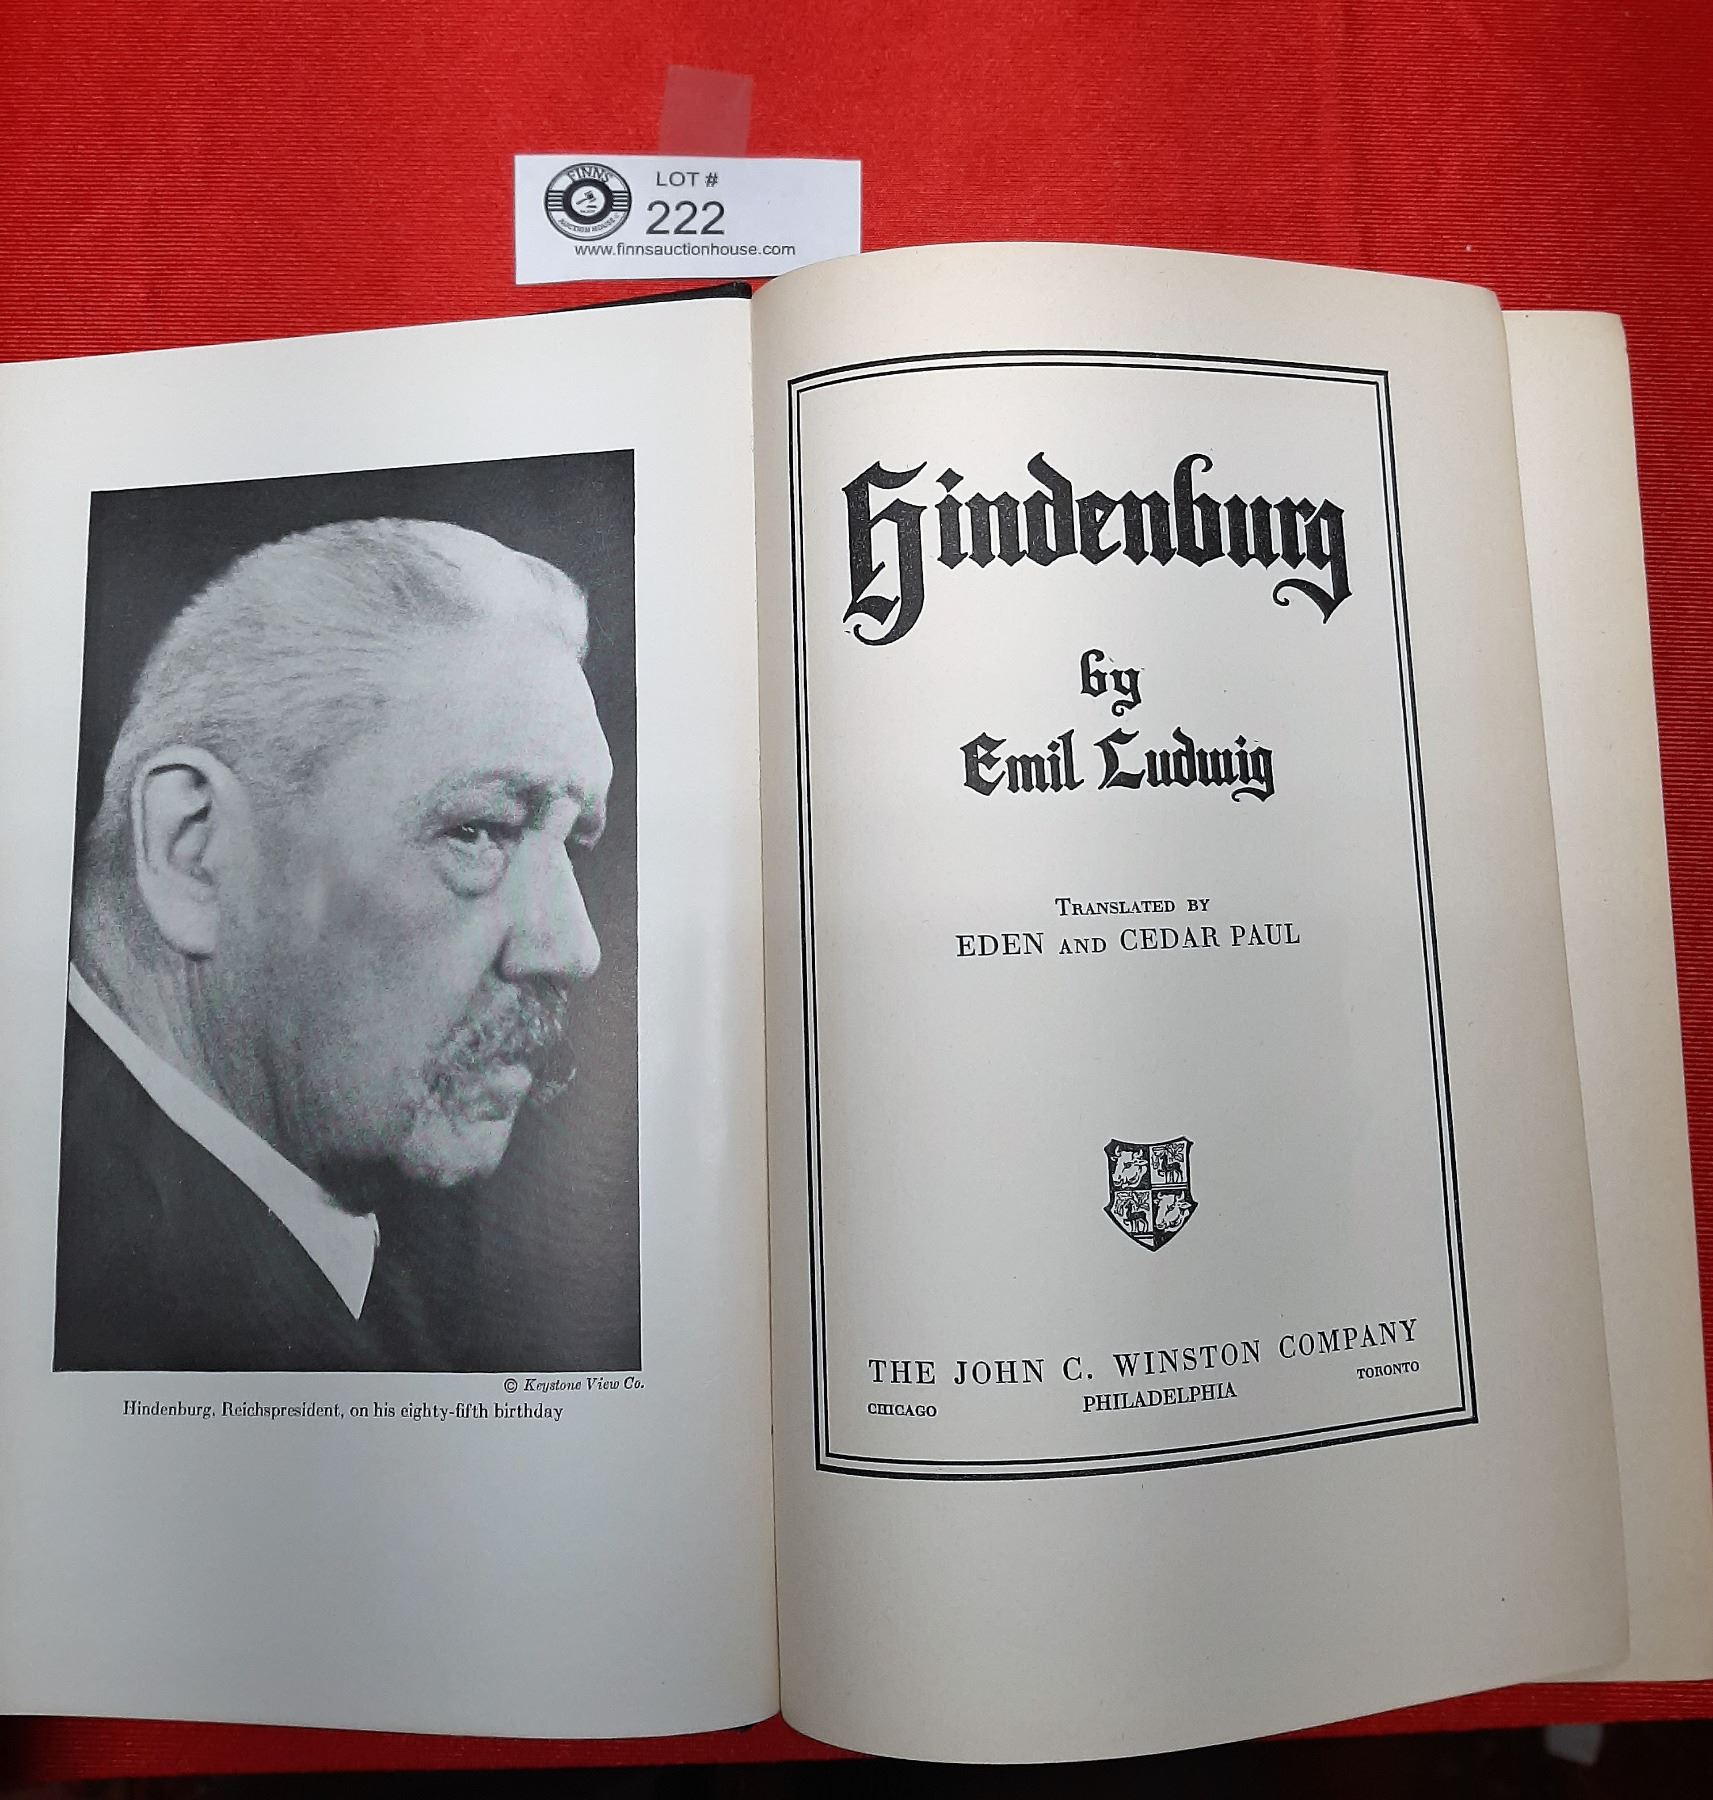 FINNS
AUCTION HOUSE
LOT #
222
www.finnsauctionhouse.com
© Keystone View Co.
Hindenburg, Reichspresident, on his eighty-fifth birthday
Hindenburg
by
Emil Ludwig
TRANSLATED BY
EDEN AND CEDAR PAUL
THE JOHN C. WINSTON COMPANY
CHICAGO PHILADELPHIA TORONTO